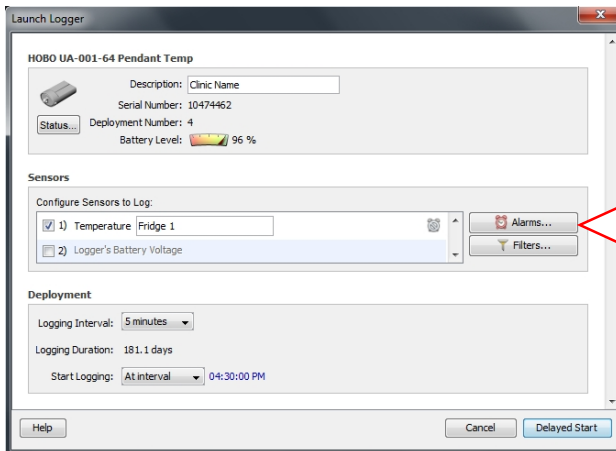 Launch Logger
HOBO UA-001-64 Pendant Temp
Description: Clinic Name
Serial Number: 10474462
Status... Deployment Number: 4
Battery Level: 96 %
Sensors
Configure Sensors to Log:
1) Temperature Fridge 1
Alarms...
2) Logger's Battery Voltage
Filters...
Deployment
Logging Interval: 5 minutes
Logging Duration: 181.1 days
Start Logging: At interval 04:30:00 PM
Help Cancel Delayed Start